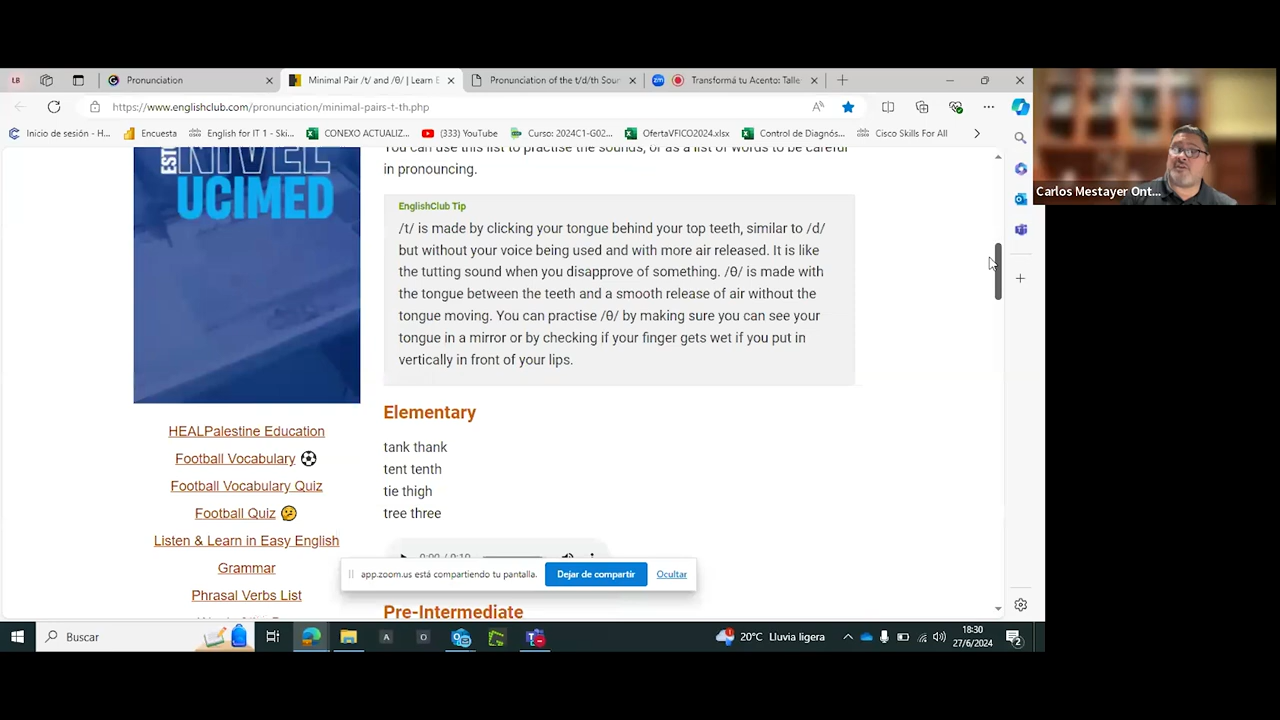 LB
Pronunciation
Minimal Pair /t/ and /θ/ | Learn E
Pronunciation of the t/d/th Sour
Transformá tu Acento: Talle
https://www.englishclub.com/pronunciation/minimal-pairs-t-th.php
Inicio de sesión - H...
Encuesta
English for IT 1 - Ski...
CONEXO ACTUALIZ...
(333) YouTube
Curso: 2024C1-G02...
OfertaVFICO2024.xlsx
Control de Diagnós...
Cisco Skills For All
Carlos Mestayer Ont...
EST
NIVEL
UCIMED
You can use this list to practise the sounds, or as a list of words to be careful
in pronouncing.
EnglishClub Tip
/t/ is made by clicking your tongue behind your top teeth, similar to /d/
but without your voice being used and with more air released. It is like
the tutting sound when you disapprove of something. /θ/ is made with
the tongue between the teeth and a smooth release of air without the
tongue moving. You can practise /θ/ by making sure you can see your
tongue in a mirror or by checking if your finger gets wet if you put in
vertically in front of your lips.
Elementary
tank thank
tent tenth
tie thigh
tree three
0:00 / 0:10
Pre-Intermediate
HEALPalestine Education
Football Vocabulary
Football Vocabulary Quiz
Football Quiz
Listen & Learn in Easy English
Grammar
Phrasal Verbs List
app.zoom.us está compartiendo tu pantalla.
Dejar de compartir
Ocultar
Buscar
A
O
20°C Lluvia ligera
18:30
27/6/2024
2